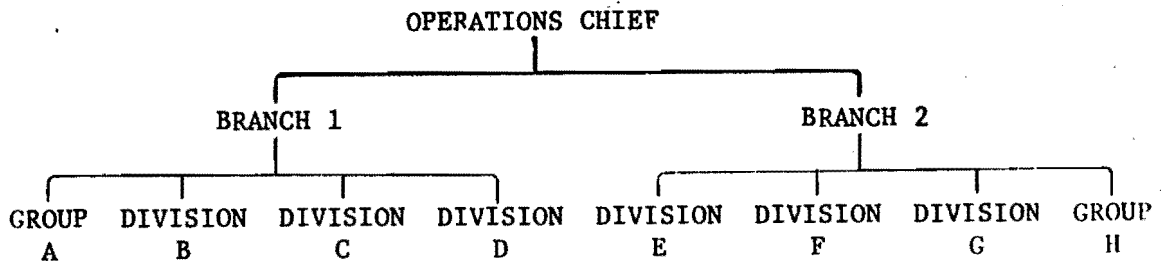 OPERATIONS CHIEF
BRANCH 1 BRANCH 2
GROUP DIVISION DIVISION DIVISION DIVISION DIVISION DIVISION GROUP
A B C D E F G H